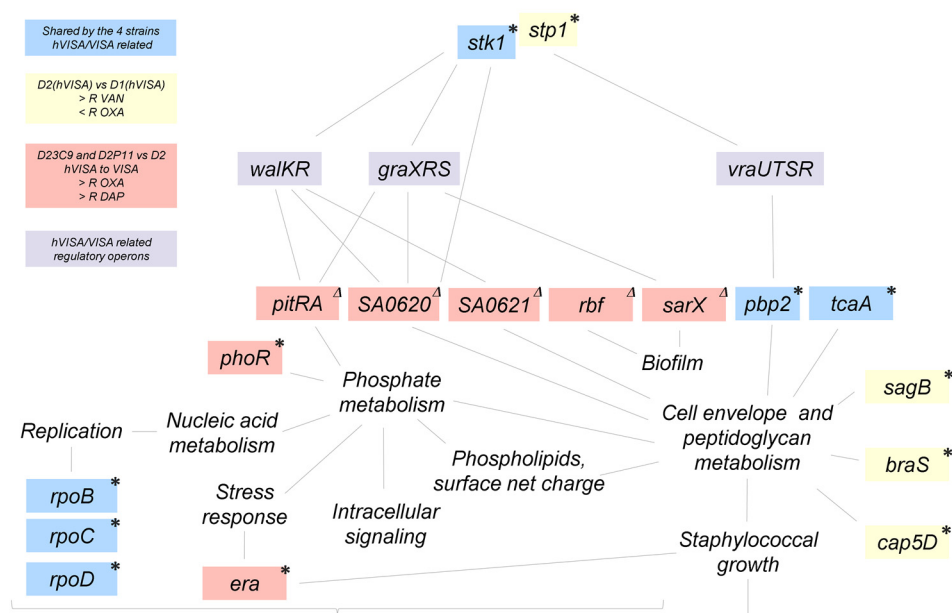 Shared by the 4 strains
hVISA/VISA related
D2(hVISA) vs D1(hVISA)
> R VAN
< R OXA
D23C9 and D2P11 vs D2
hVISA to VISA
> R OXA
> R DAP
hVISA/VISA related
regulatory operons
stk1*
stp1*
walKR
graXRS
vraUTSR
pitRA Δ
SA0620 Δ
SA0621 Δ
rbf Δ
sarX Δ
pbp2*
tcaA*
phoR*
Biofilm
Phosphate
metabolism
sagB*
Replication
Nucleic acid
metabolism
Cell envelope and
peptidoglycan
metabolism
Phospholipids,
surface net charge
braS*
rpoB*
rpoC*
rpoD*
Stress
response
Intracellular
signaling
Staphylococcal
growth
cap5D*
era*